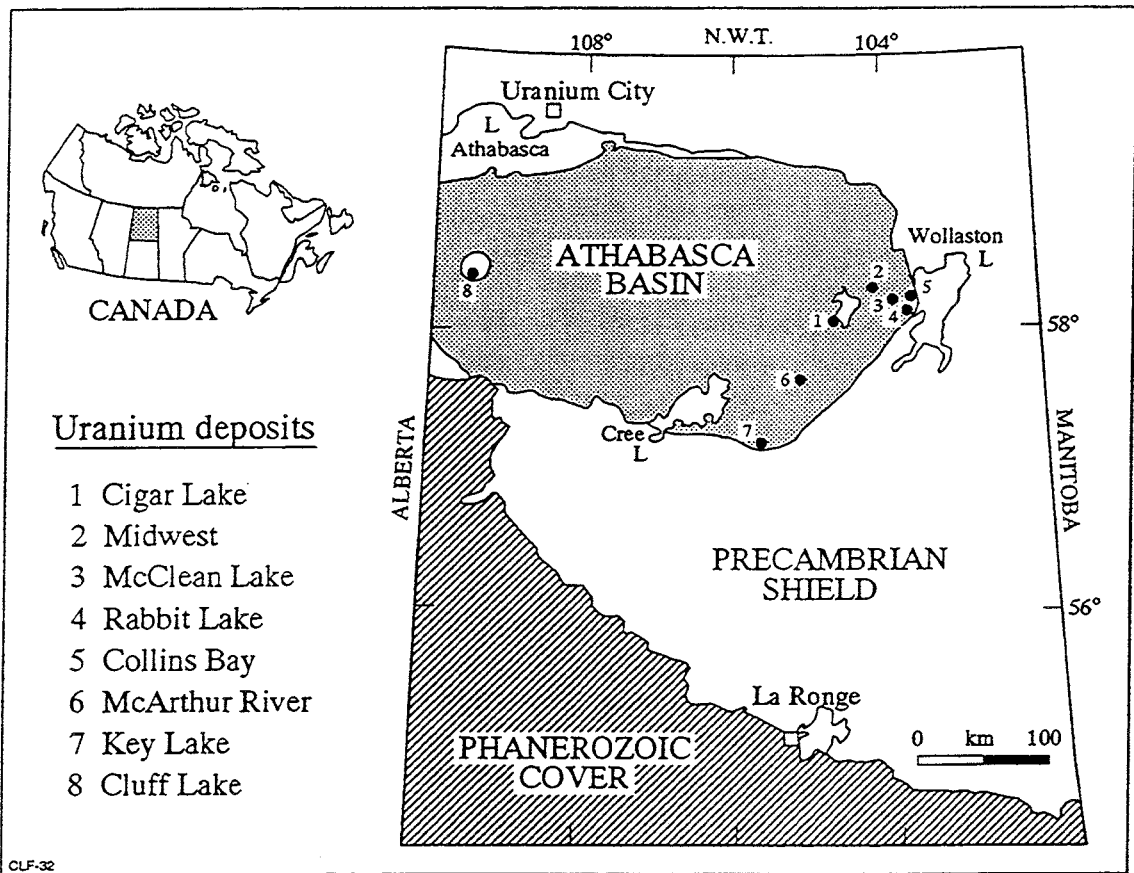 108°
N.W.T.
104°
Uranium City
L
Athabasca
Wollaston
L
ATHABASCA
BASIN
CANADA
8
2
5
3
4
1
58°
6
7
Cree
L
ALBERTA
MANITOBA
Uranium deposits
1 Cigar Lake
2 Midwest
3 McClean Lake
4 Rabbit Lake
5 Collins Bay
6 McArthur River
7 Key Lake
8 Cluff Lake
PRECAMBRIAN
SHIELD
56°
La Ronge
0 km 100
PHANEROZOIC
COVER
CLF-32